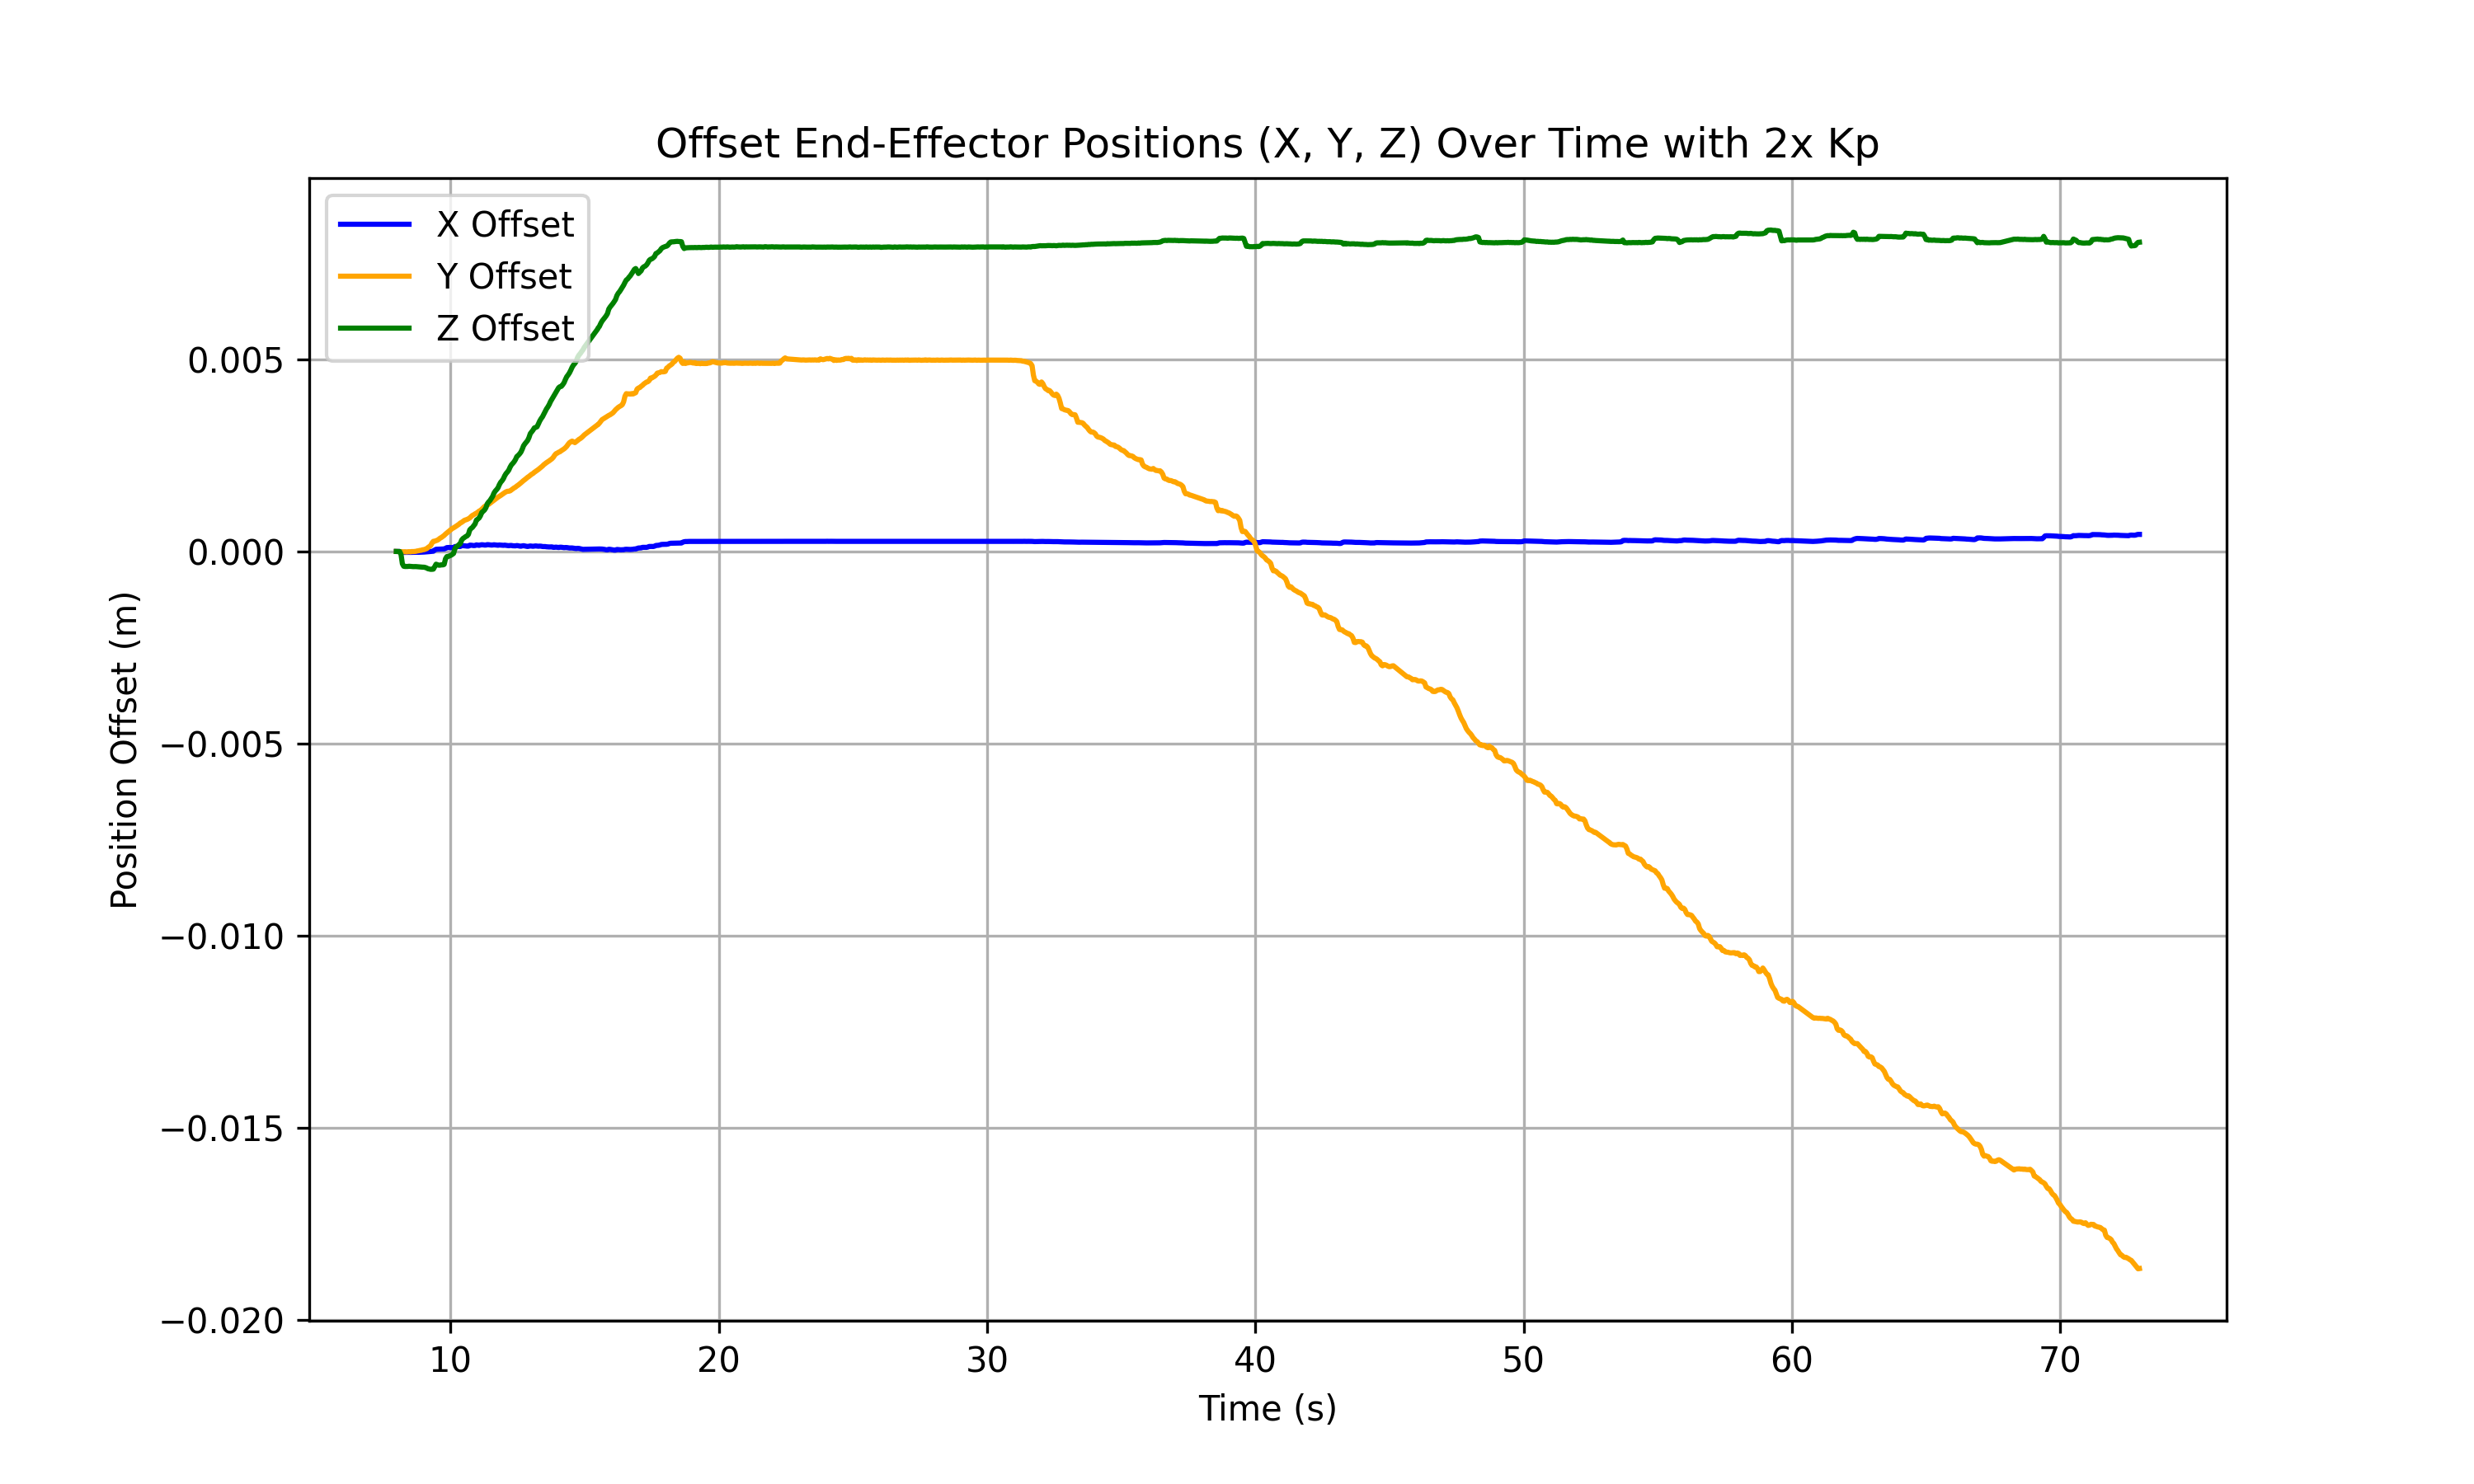 Offset End-Effector Positions (X, Y, Z) Over Time with 2x Kp
X Offset
Y Offset
Z Offset
Position Offset (m)
0.005
0.000
−0.005
−0.010
−0.015
−0.020
10 20 30 40 50 60 70
Time (s)